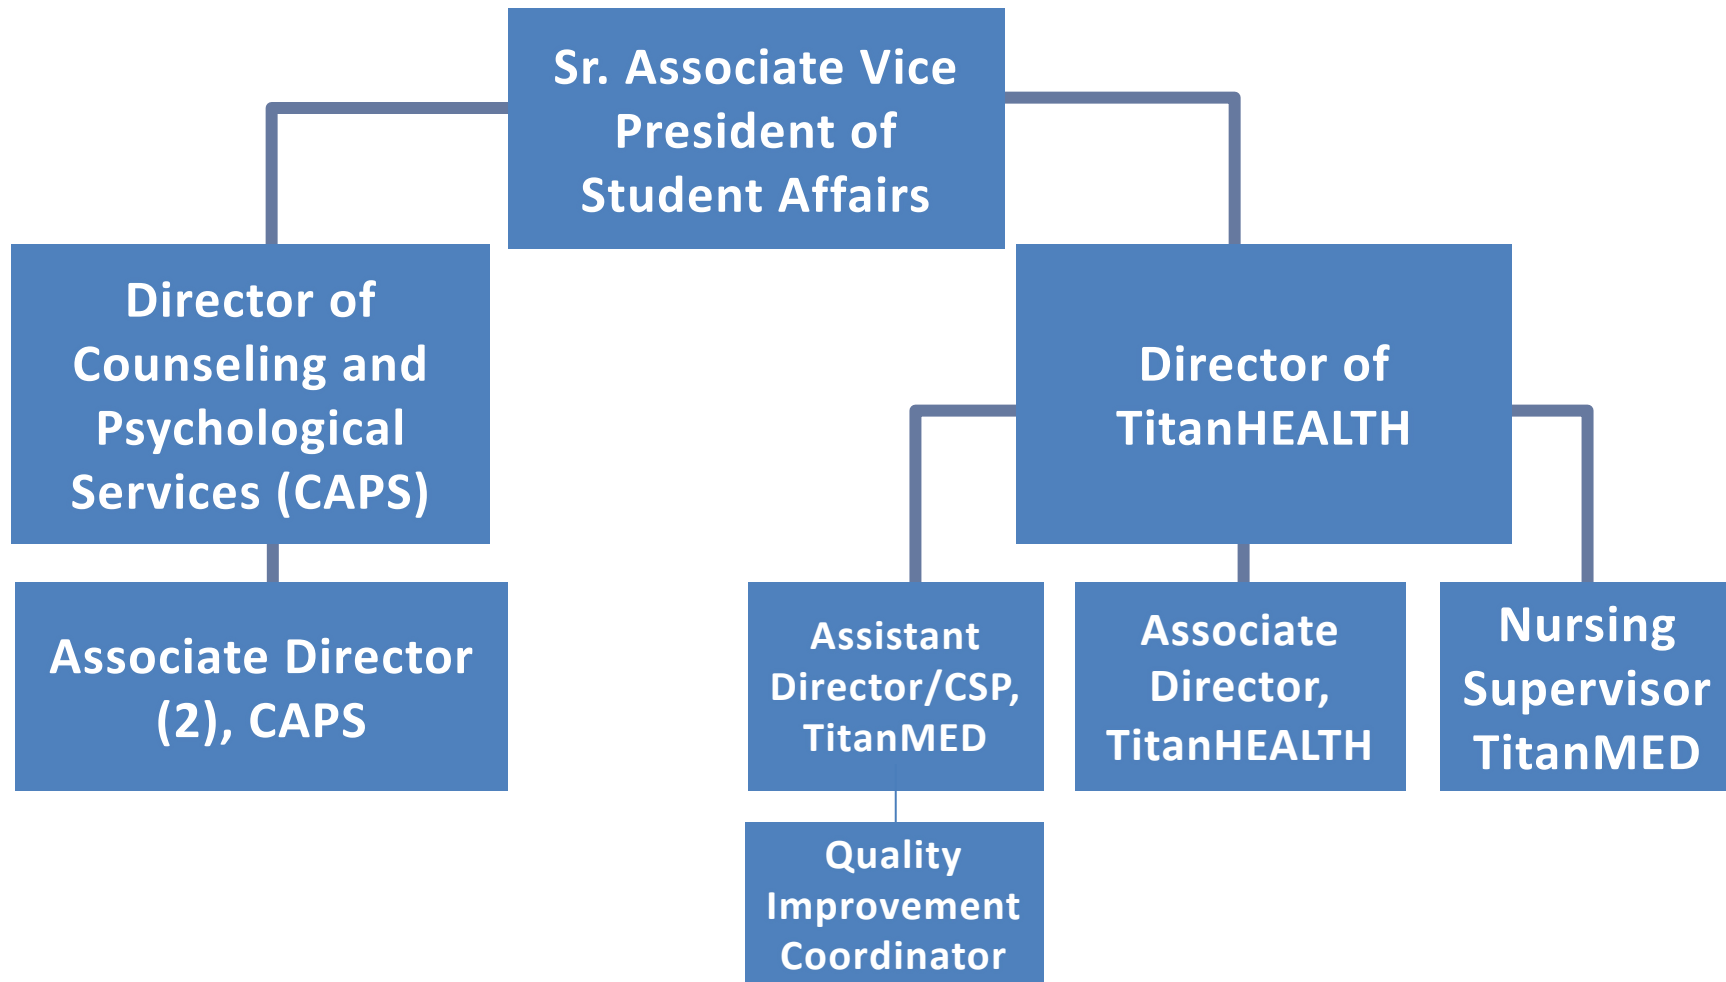 Sr. Associate Vice
President of
Student Affairs
Director of
Counseling and
Psychological
Services (CAPS)
Director of
TitanHEALTH
Associate Director
(2), CAPS
Assistant
Director/CSP,
TitanMED
Associate
Director,
TitanHEALTH
Nursing
Supervisor
TitanMED
Quality
Improvement
Coordinator